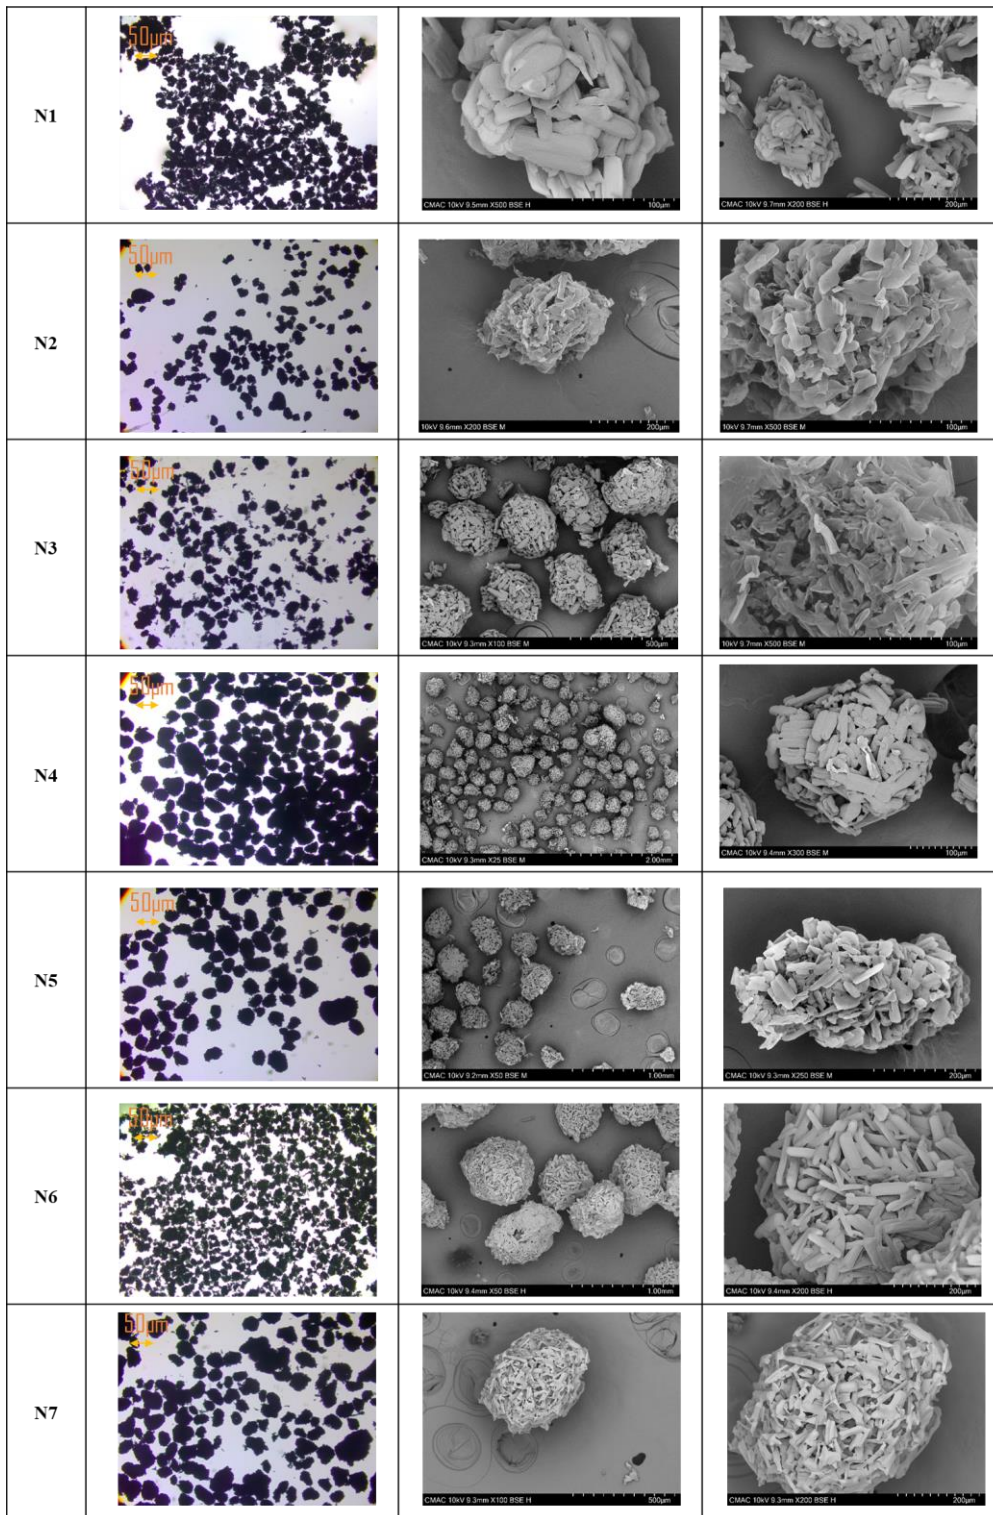 N1
50µm
CMAC 10kV 9.5mm X500 BSE H 100µm
CMAC 10kV 9.7mm X200 BSE H 200µm
N2
50µm
10kV 9.6mm X200 BSE M 200µm
10kV 9.7mm X500 BSE M 100µm
N3
50µm
CMAC 10kV 9.3mm X100 BSE M 500µm
10kV 9.7mm X500 BSE M 100µm
N4
50µm
CMAC 10kV 9.3mm X25 BSE M 2.00mm
CMAC 10kV 9.4mm X300 BSE M 100µm
N5
50µm
CMAC 10kV 9.2mm X50 BSE M 1.00mm
CMAC 10kV 9.3mm X250 BSE M 200µm
N6
50µm
CMAC 10kV 9.4mm X50 BSE H 1.00mm
CMAC 10kV 9.4mm X200 BSE H 200µm
N7
50µm
CMAC 10kV 9.3mm X100 BSE H 500µm
CMAC 10kV 9.3mm X200 BSE H 200µm